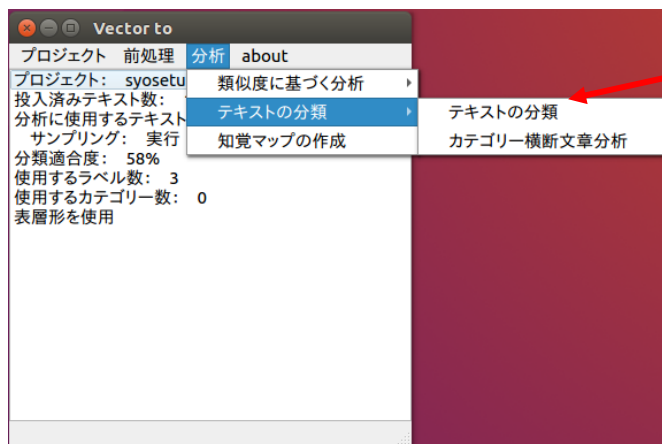 Vector to
プロジェクト 前処理 分析 about
プロジェクト: syosetu
投入済みテキスト数:
分析に使用するテキスト
サンプリング: 実行
分類適合度: 58%
使用するラベル数: 3
使用するカテゴリー数: 0
表層形を使用
類似度に基づく分析
テキストの分類
知覚マップの作成
テキストの分類
カテゴリー横断文章分析